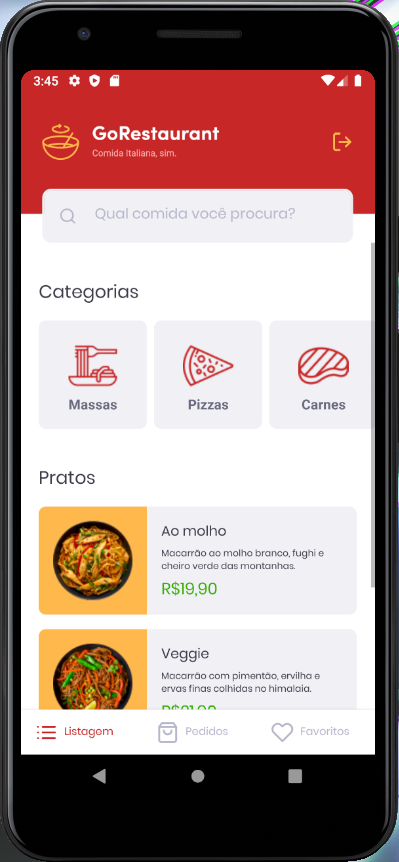 3:45
GoRestaurant
Comida Italiana, sim.
Qual comida você procura?
Categorias
Massas
Pizzas
Carnes
Pratos
Ao molho
Macarrão ao molho branco, fughi e
cheiro verde das montanhas.
R$19,90
Veggie
Macarrão com pimentão, ervilha e
ervas finas colhidas no himalaia.
Listagem
Pedidos
Favoritos